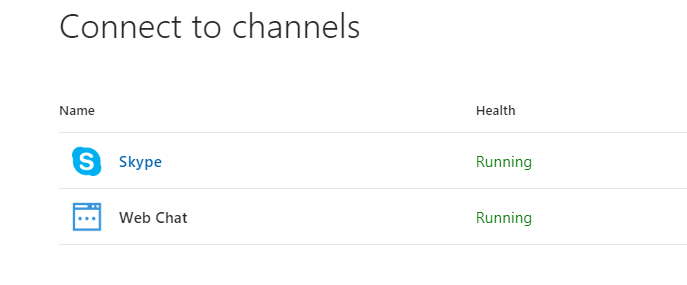 Connect to channels
Name Health
Skype Running
Web Chat Running